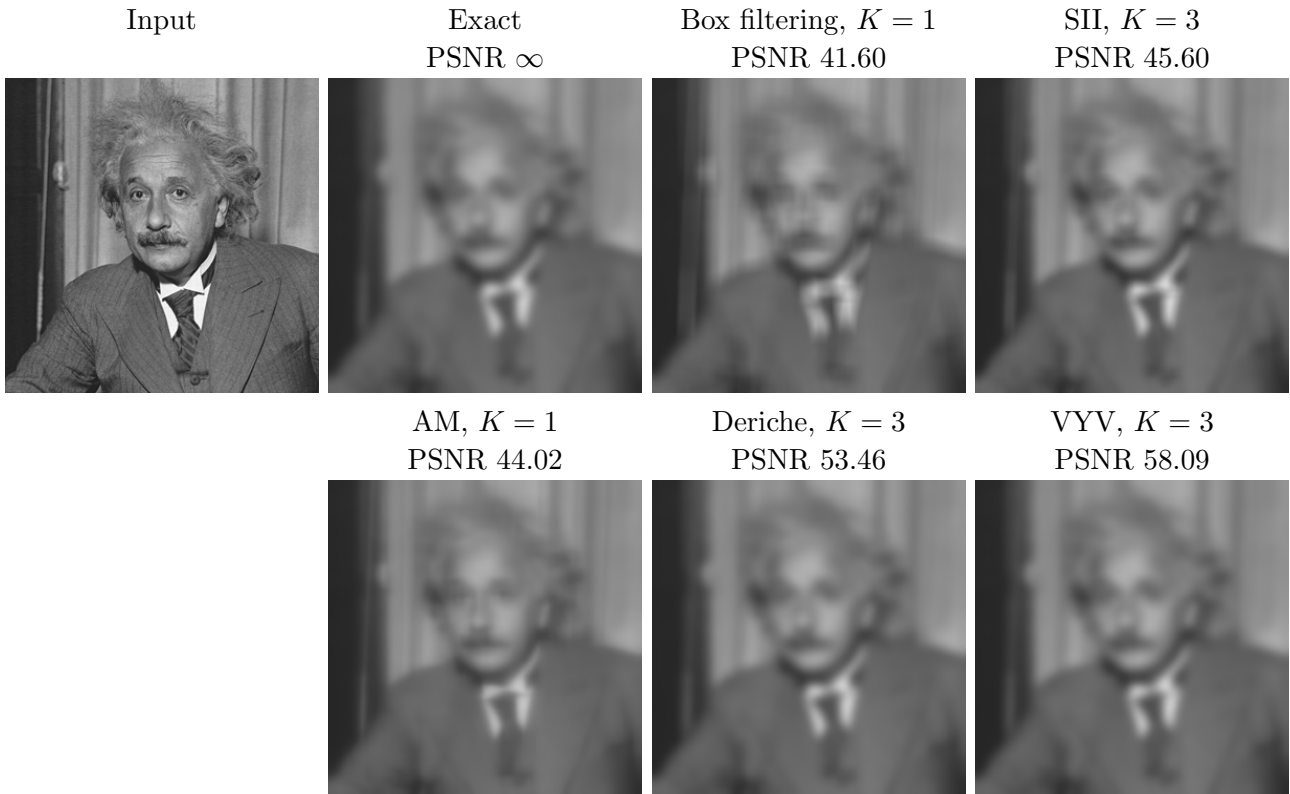 Input
Exact
PSNR ∞
Box filtering, K = 1
PSNR 41.60
SII, K = 3
PSNR 45.60
AM, K = 1
PSNR 44.02
Deriche, K = 3
PSNR 53.46
VYV, K = 3
PSNR 58.09